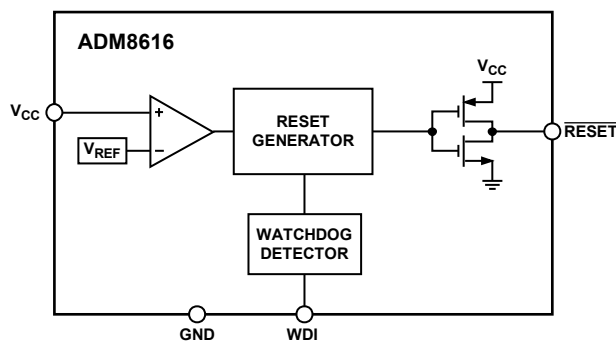 ADM8616
VCC
VCC
+
VREF
−
RESET
GENERATOR
RESET
WATCHDOG
DETECTOR
GND
WDI